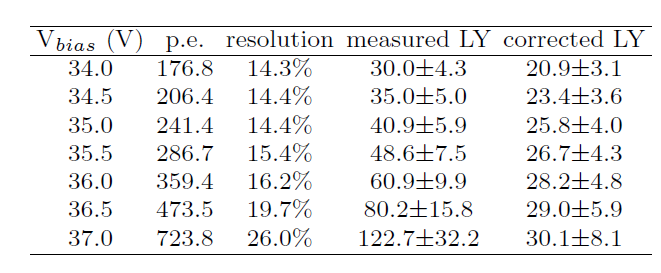 V_bias (V) p.e. resolution measured LY corrected LY
34.0 176.8 14.3% 30.0±4.3 20.9±3.1
34.5 206.4 14.4% 35.0±5.0 23.4±3.6
35.0 241.4 14.4% 40.9±5.9 25.8±4.0
35.5 286.7 15.4% 48.6±7.5 26.7±4.3
36.0 359.4 16.2% 60.9±9.9 28.2±4.8
36.5 473.5 19.7% 80.2±15.8 29.0±5.9
37.0 723.8 26.0% 122.7±32.2 30.1±8.1